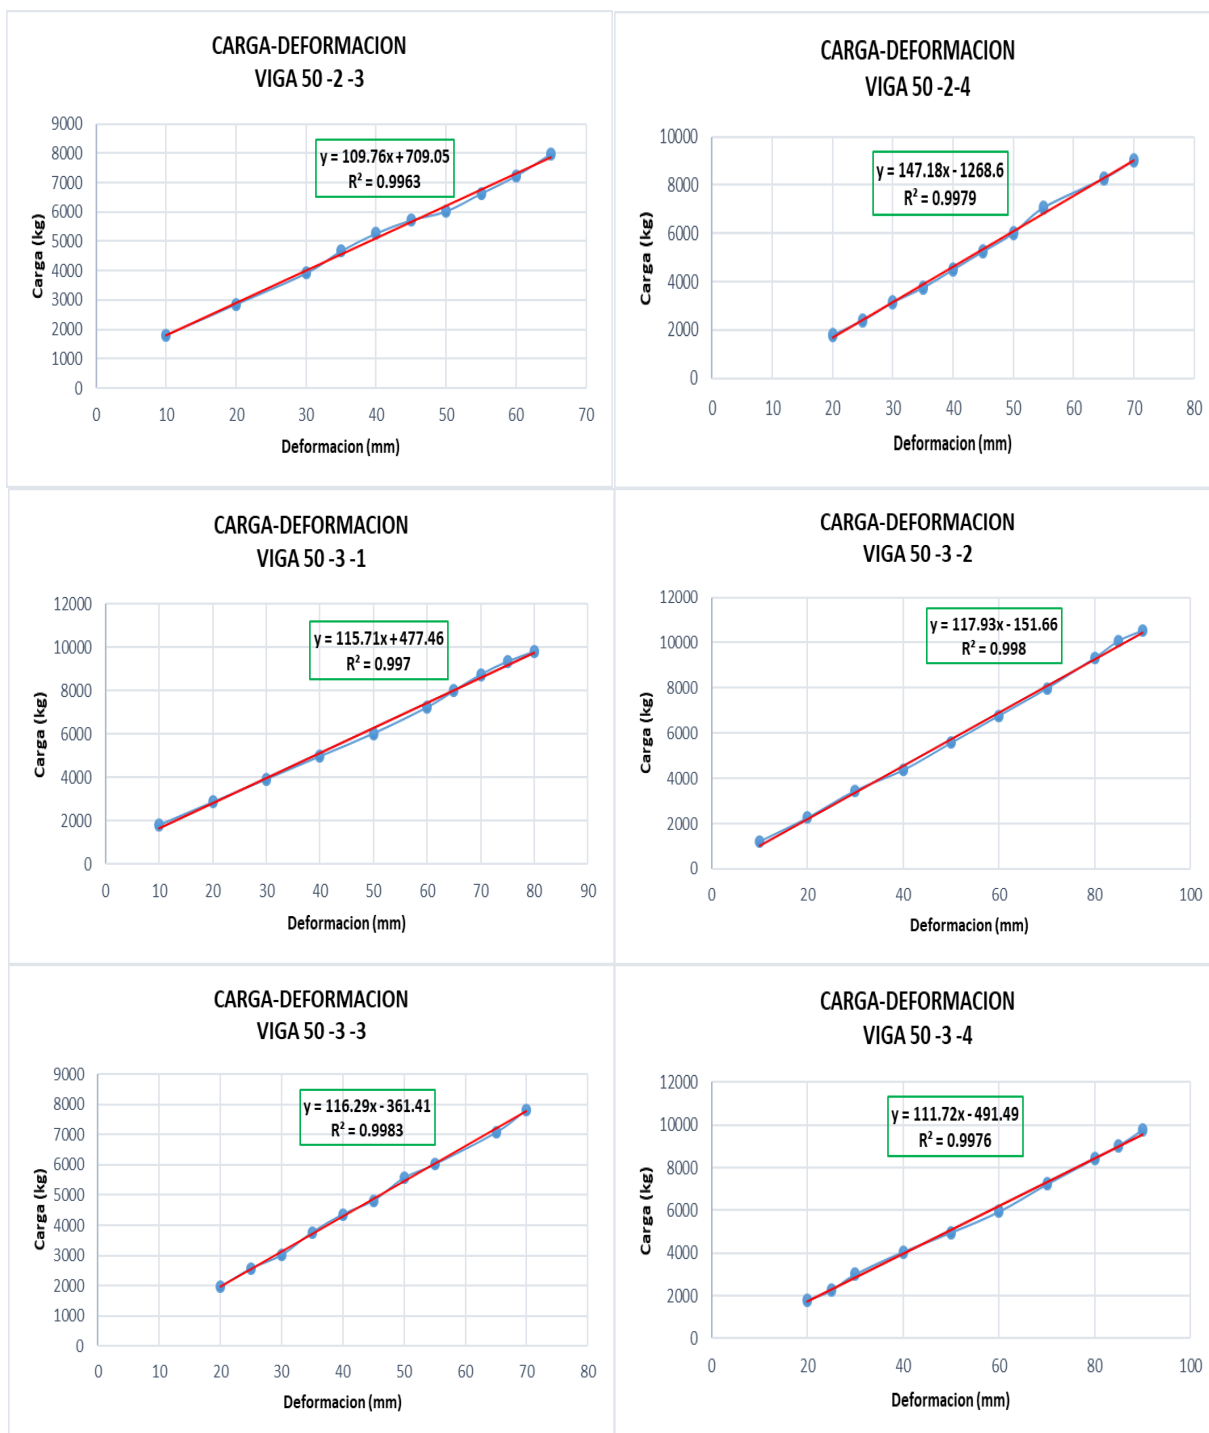 CARGA-DEFORMACION
VIGA 50 -2 -3
9000
8000
7000
6000
5000
4000
3000
2000
1000
0
Carga (kg)
y = 109.76x + 709.05
R² = 0.9963
0 10 20 30 40 50 60 70
Deformacion (mm)
CARGA-DEFORMACION
VIGA 50 -2-4
10000
8000
6000
4000
2000
0
Carga (kg)
y = 147.18x - 1268.6
R² = 0.9979
0 10 20 30 40 50 60 70 80
Deformacion (mm)
CARGA-DEFORMACION
VIGA 50 -3 -1
12000
10000
8000
6000
4000
2000
0
Carga (kg)
y = 115.71x + 477.46
R² = 0.997
0 10 20 30 40 50 60 70 80 90
Deformacion (mm)
CARGA-DEFORMACION
VIGA 50 -3 -2
12000
10000
8000
6000
4000
2000
0
Carga (kg)
y = 117.93x - 151.66
R² = 0.998
0 20 40 60 80 100
Deformacion (mm)
CARGA-DEFORMACION
VIGA 50 -3 -3
9000
8000
7000
6000
5000
4000
3000
2000
1000
0
Carga (kg)
y = 116.29x - 361.41
R² = 0.9983
0 10 20 30 40 50 60 70 80
Deformacion (mm)
CARGA-DEFORMACION
VIGA 50 -3 -4
12000
10000
8000
6000
4000
2000
0
Carga (kg)
y = 111.72x - 491.49
R² = 0.9976
0 20 40 60 80 100
Deformacion (mm)